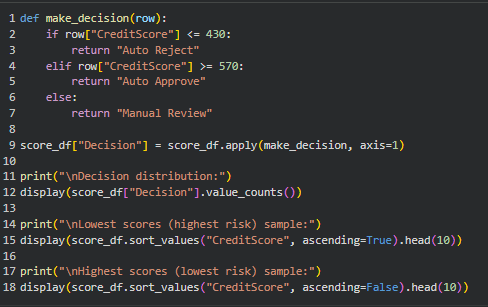 1 def make_decision(row):
2     if row["CreditScore"] <= 430:
3         return "Auto Reject"
4     elif row["CreditScore"] >= 570:
5         return "Auto Approve"
6     else:
7         return "Manual Review"
8
9 score_df["Decision"] = score_df.apply(make_decision, axis=1)
10
11 print("\nDecision distribution:")
12 display(score_df["Decision"].value_counts())
13
14 print("\nLowest scores (highest risk) sample:")
15 display(score_df.sort_values("CreditScore", ascending=True).head(10))
16
17 print("\nHighest scores (lowest risk) sample:")
18 display(score_df.sort_values("CreditScore", ascending=False).head(10))